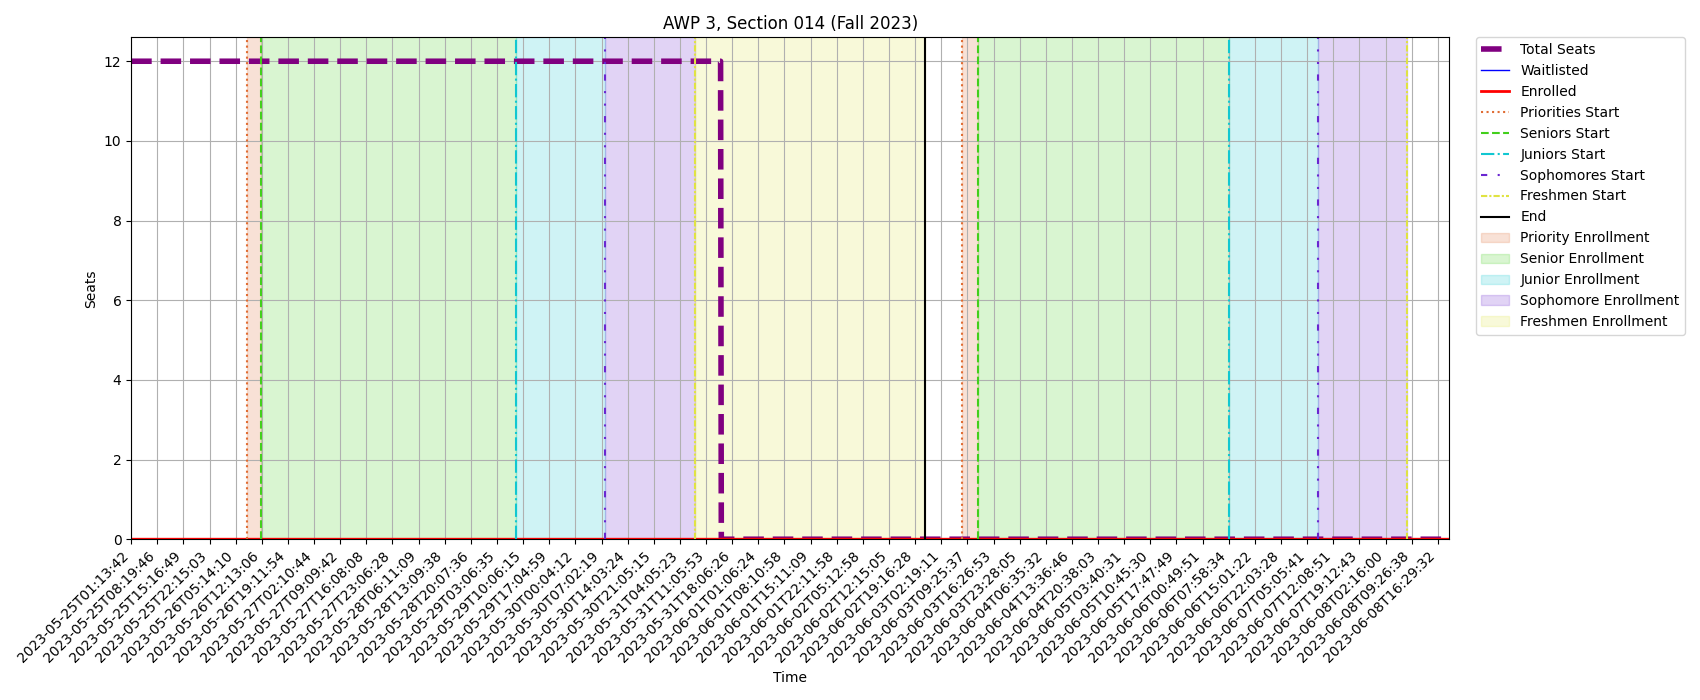 AWP 3, Section 014 (Fall 2023)
Seats
12
10
8
6
4
2
0
2023-05-25T01:13:42
2023-05-25T08:19:46
2023-05-25T15:16:49
2023-05-25T22:15:03
2023-05-26T05:14:10
2023-05-26T12:13:06
2023-05-26T19:11:54
2023-05-27T02:10:44
2023-05-27T09:09:42
2023-05-27T16:08:08
2023-05-27T23:06:28
2023-05-28T06:11:09
2023-05-28T13:09:38
2023-05-28T20:07:36
2023-05-29T03:06:35
2023-05-29T10:06:15
2023-05-29T17:04:59
2023-05-30T00:04:12
2023-05-30T07:02:19
2023-05-30T14:03:24
2023-05-30T21:05:15
2023-05-31T04:05:23
2023-05-31T11:05:53
2023-05-31T18:06:26
2023-06-01T01:06:24
2023-06-01T08:10:58
2023-06-01T15:11:09
2023-06-01T22:11:58
2023-06-02T05:12:58
2023-06-02T12:15:05
2023-06-02T19:16:28
2023-06-03T02:19:11
2023-06-03T09:25:37
2023-06-03T16:26:53
2023-06-03T23:28:05
2023-06-04T06:35:32
2023-06-04T13:36:46
2023-06-04T20:38:03
2023-06-05T03:40:31
2023-06-05T10:45:30
2023-06-05T17:47:49
2023-06-06T00:49:51
2023-06-06T07:58:34
2023-06-06T15:01:22
2023-06-06T22:03:28
2023-06-07T05:05:41
2023-06-07T12:08:51
2023-06-07T19:12:43
2023-06-08T02:16:00
2023-06-08T09:26:38
2023-06-08T16:29:32
Time
Total Seats
Waitlisted
Enrolled
Priorities Start
Seniors Start
Juniors Start
Sophomores Start
Freshmen Start
End
Priority Enrollment
Senior Enrollment
Junior Enrollment
Sophomore Enrollment
Freshmen Enrollment